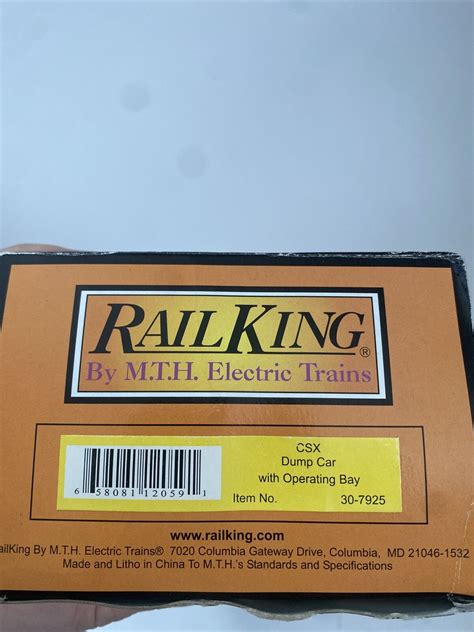 RAILKING®
By M.T.H. Electric Trains
CSX
Dump Car
with Operating Bay
Item No. 30-7925
6 58081 12059 1
www.railking.com
ailKing By M.T.H. Electric Trains® 7020 Columbia Gateway Drive, Columbia, MD 21046-1532
Made and Litho in China To M.T.H.'s Standards and Specifications